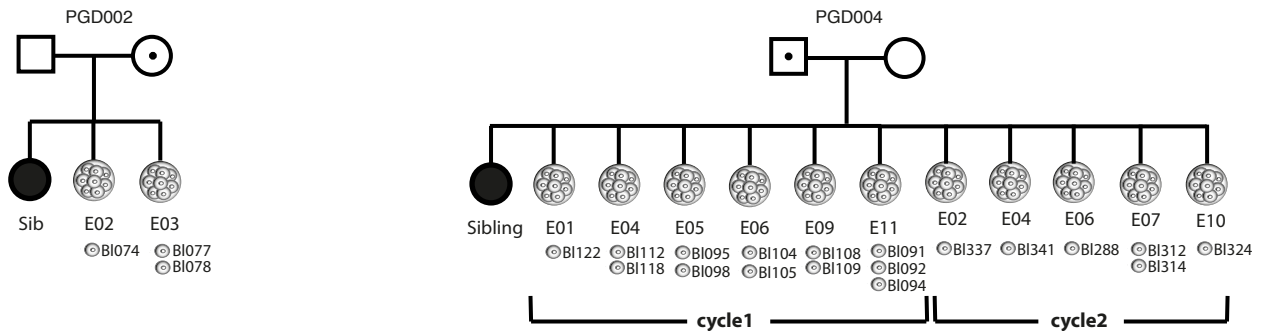 PGD002
PGD004
Sib E02 E03
Bl074 Bl077
Bl078
Sibling E01 E04 E05 E06 E09 E11 E02 E04 E06 E07 E10
Bl122 Bl112 Bl095 Bl104 Bl108 Bl091 Bl337 Bl341 Bl288 Bl312 Bl324
Bl118 Bl098 Bl105 Bl109 Bl092 Bl314
Bl094
cycle1 cycle2